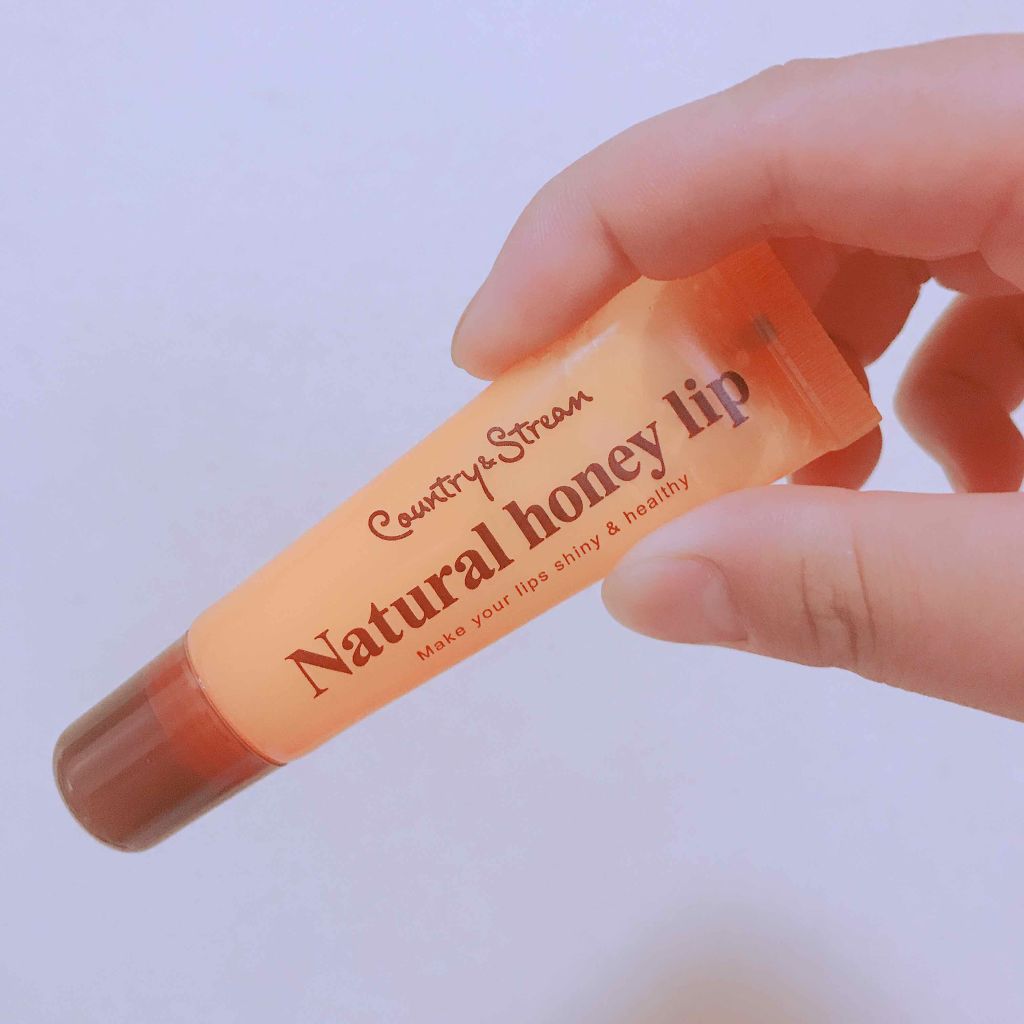 Country & Stream
Natural honey lip
Make your lips shiny & healthy